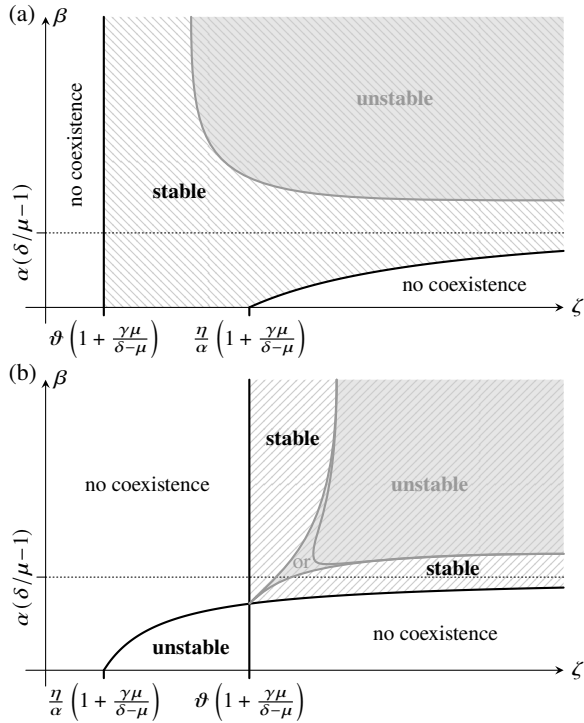 (a)
β
no coexistence
unstable
stable
α(δ/μ−1)
no coexistence
ζ
ϑ (1 + γμ/(δ−μ))
η/α (1 + γμ/(δ−μ))
(b)
β
stable
no coexistence
unstable
or
α(δ/μ−1)
stable
unstable
no coexistence
ζ
η/α (1 + γμ/(δ−μ))
ϑ (1 + γμ/(δ−μ))